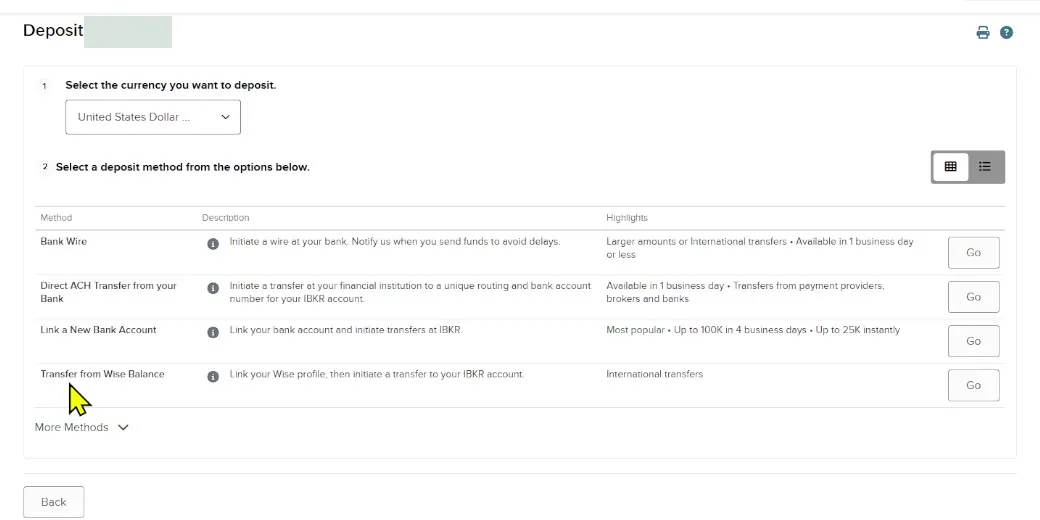 Deposit
1 Select the currency you want to deposit.
United States Dollar ...
2 Select a deposit method from the options below.
Method Description Highlights
Bank Wire Initiate a wire at your bank. Notify us when you send funds to avoid delays. Larger amounts or International transfers • Available in 1 business day
or less
Go
Direct ACH Transfer from your Initiate a transfer at your financial institution to a unique routing and bank account Available in 1 business day • Transfers from payment providers,
Bank number for your IBKR account. brokers and banks
Go
Link a New Bank Account Link your bank account and initiate transfers at IBKR. Most popular • Up to 100K in 4 business days • Up to 25K instantly
Go
Transfer from Wise Balance Link your Wise profile, then initiate a transfer to your IBKR account. International transfers
Go
More Methods
Back